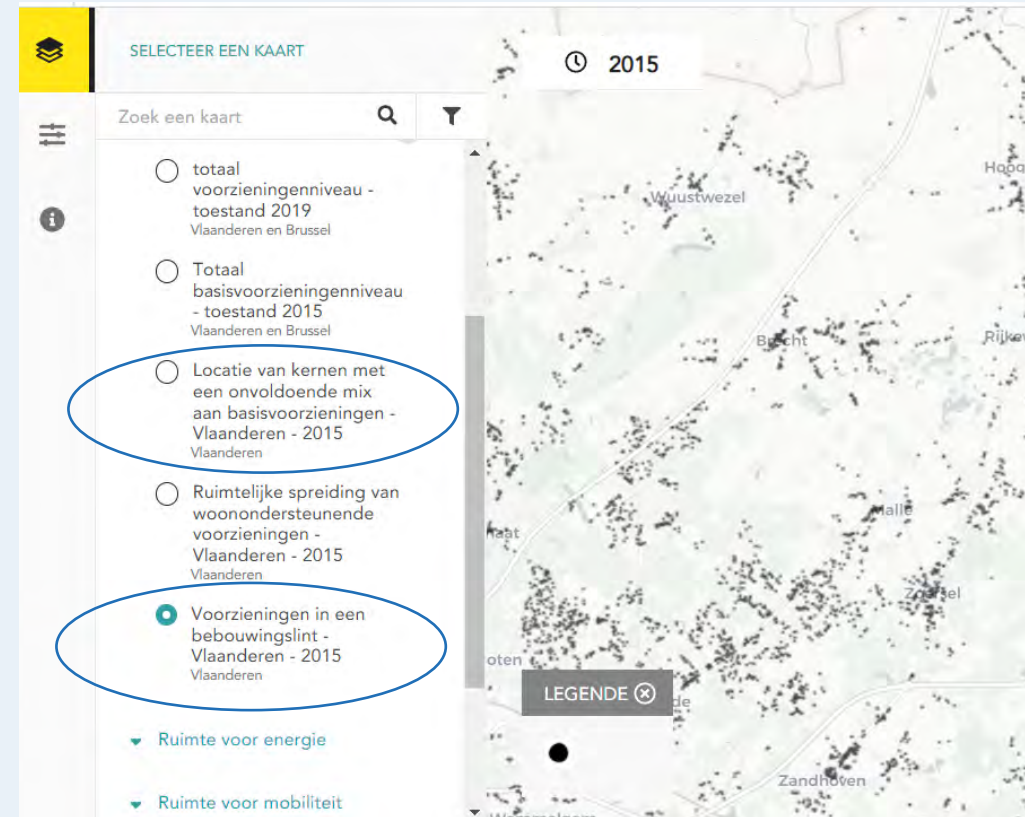 SELECTEER EEN KAART
2015
Zoek een kaart
totaal
voorzieningenniveau -
toestand 2019
Vlaanderen en Brussel
Totaal
basisvoorzieningenniveau
- toestand 2015
Vlaanderen en Brussel
Locatie van kernen met
een onvoldoende mix
aan basisvoorzieningen -
Vlaanderen - 2015
Vlaanderen
Ruimtelijke spreiding van
woonondersteunende
voorzieningen -
Vlaanderen - 2015
Vlaanderen
Voorzieningen in een
bebouwingslint -
Vlaanderen - 2015
Vlaanderen
Ruimte voor energie
Ruimte voor mobiliteit
Wuustwezel
Brecht
Malle
Zoersel
LEGENDE
Zandhoven